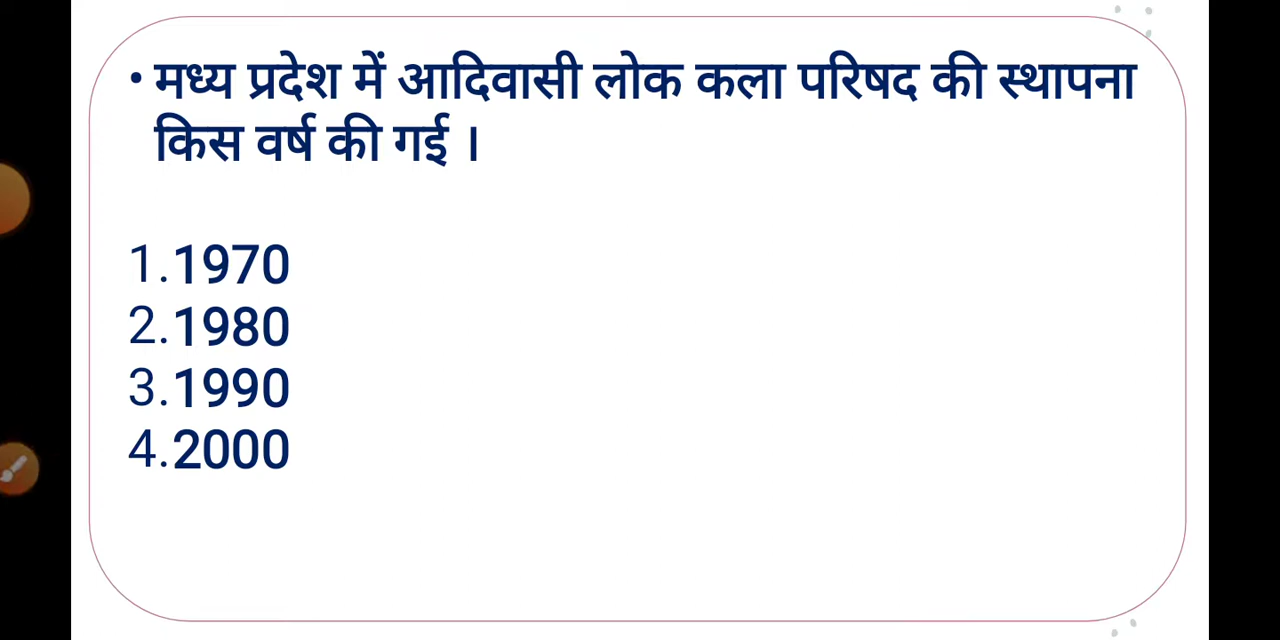 • मध्य प्रदेश में आदिवासी लोक कला परिषद की स्थापना
किस वर्ष की गई ।
1.1970
2.1980
3.1990
4.2000